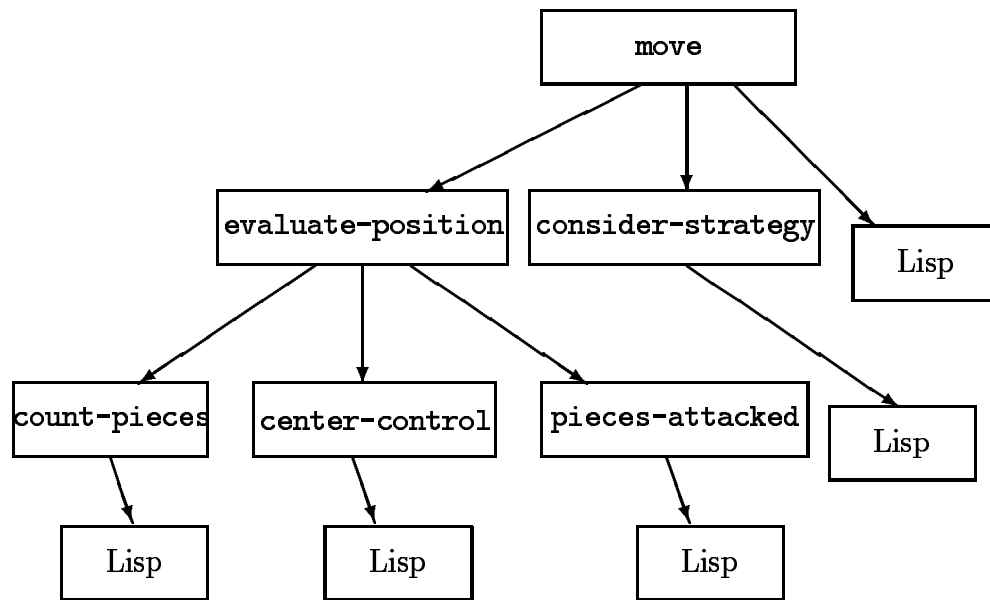 move
evaluate-position
consider-strategy
Lisp
count-pieces
center-control
pieces-attacked
Lisp
Lisp
Lisp
Lisp